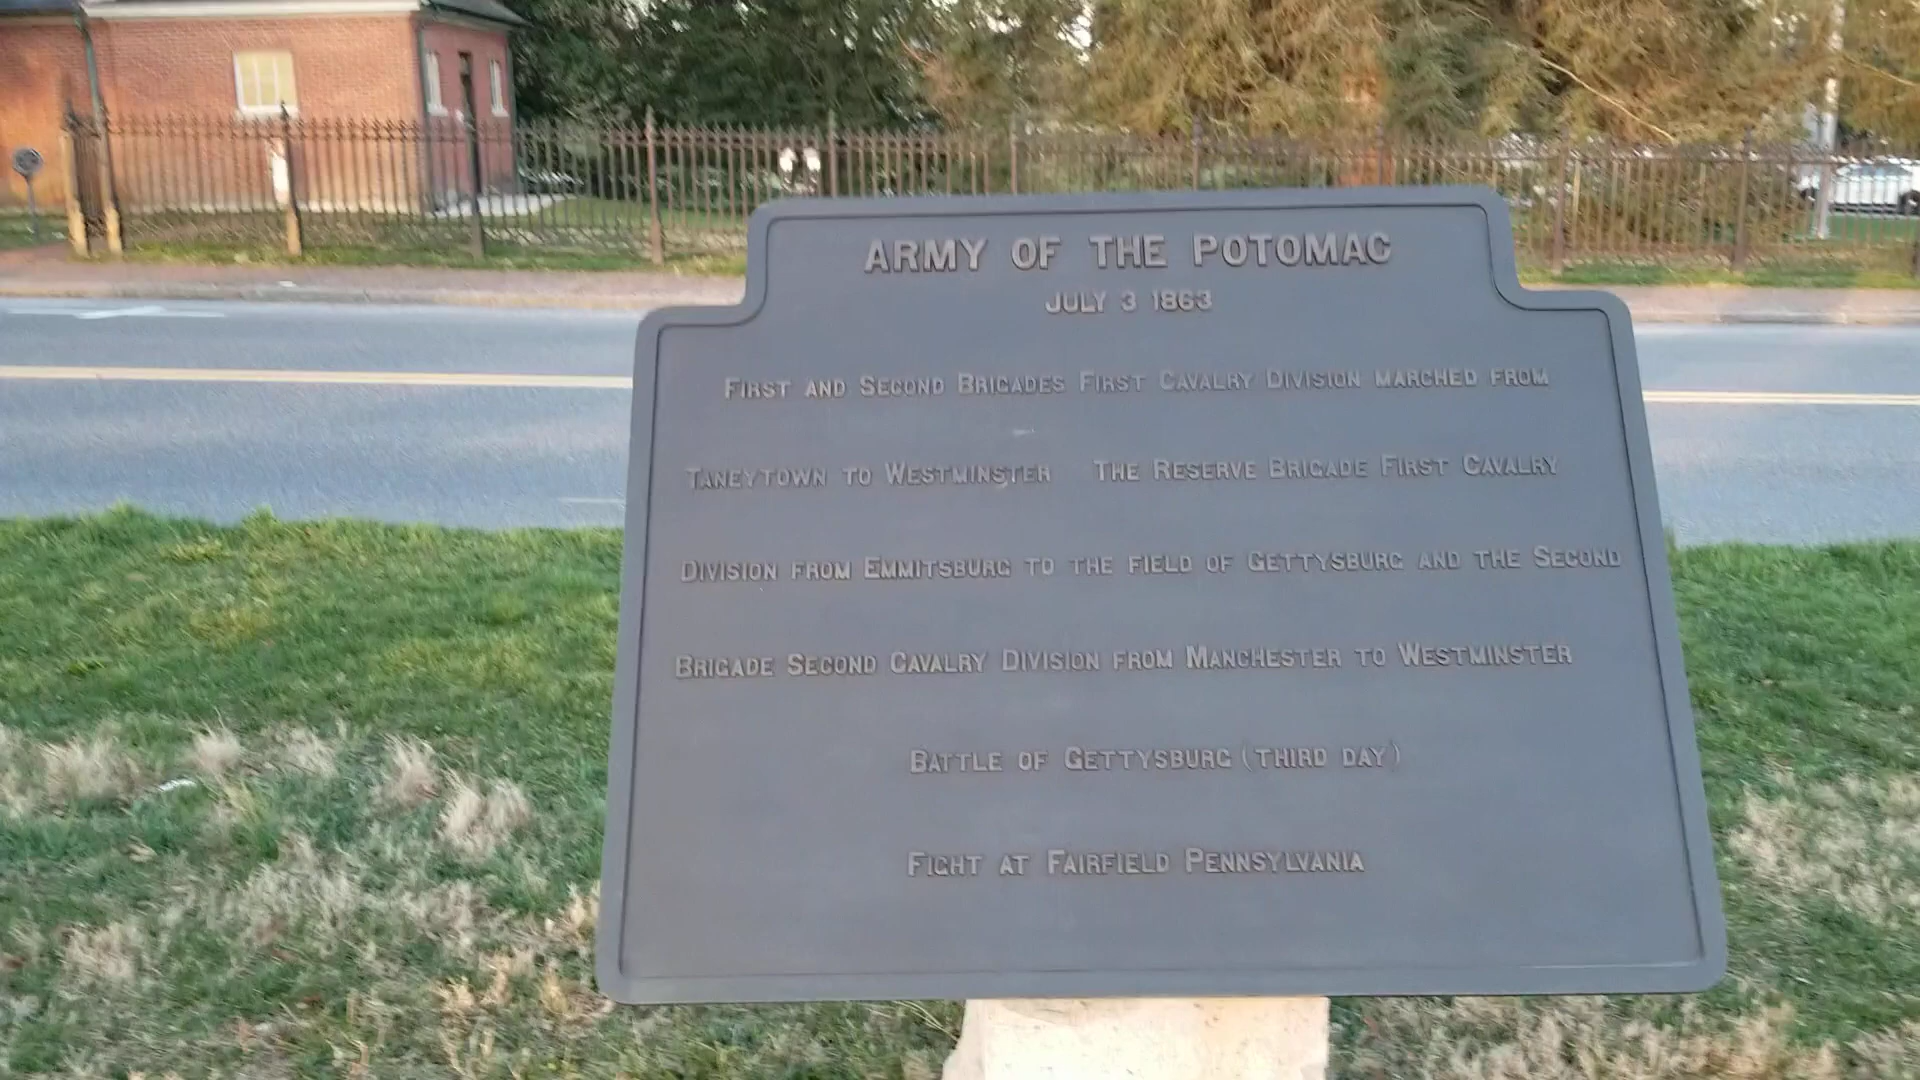 ARMY OF THE POTOMAC
JULY 3 1863
FIRST AND SECOND BRIGADES FIRST CAVALRY DIVISION MARCHED FROM
TANEYTOWN TO WESTMINSTER THE RESERVE BRIGADE FIRST CAVALRY
DIVISION FROM EMMITSBURG TO THE FIELD OF GETTYSBURG AND THE SECOND
BRIGADE SECOND CAVALRY DIVISION FROM MANCHESTER TO WESTMINSTER
BATTLE OF GETTYSBURG (THIRD DAY)
FIGHT AT FAIRFIELD PENNSYLVANIA